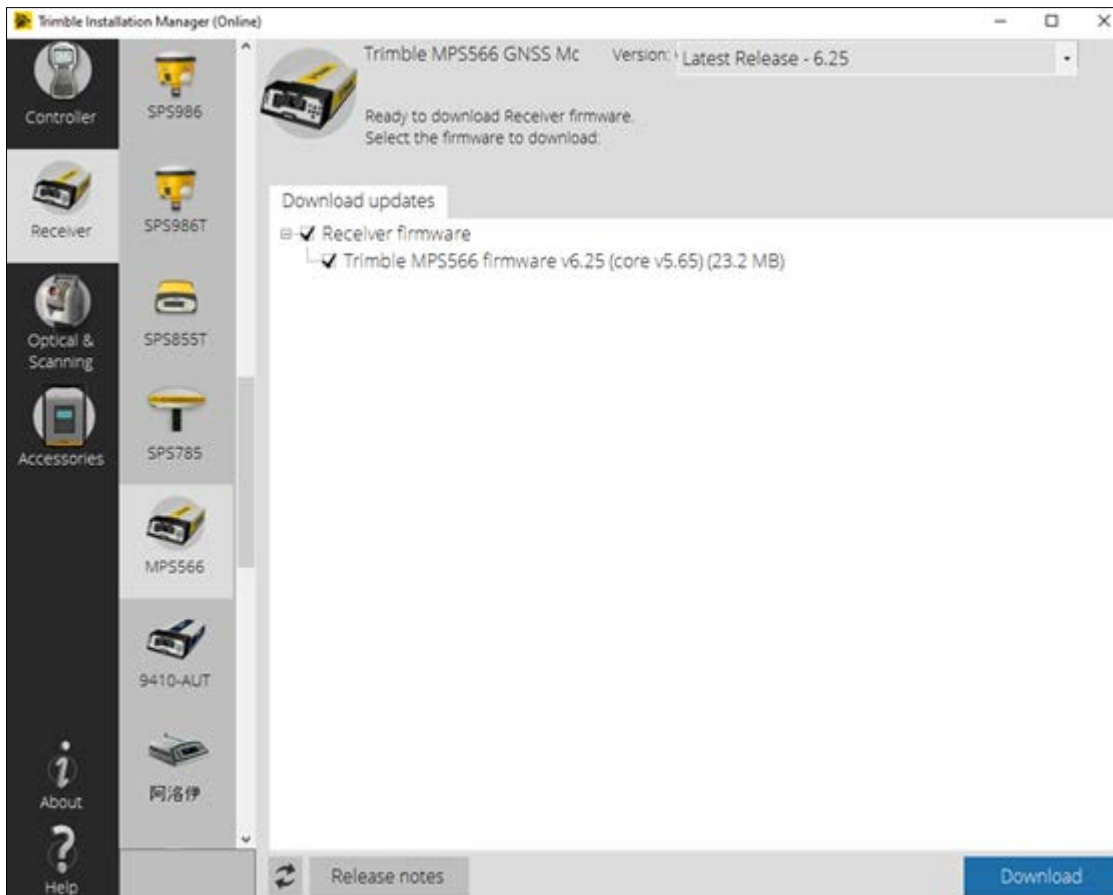 Trimble Installation Manager (Online)
Controller
Receiver
Optical &
Scanning
Accessories
About
Help
SPS986
SPS986T
SPS855T
SPS785
MPS566
9410-AUT
阿洛伊
Trimble MPS566 GNSS Mc
Version:
Latest Release - 6.25
Ready to download Receiver firmware.
Select the firmware to download:
Download updates
Receiver firmware
Trimble MPS566 firmware v6.25 (core v5.65) (23.2 MB)
Release notes
Download